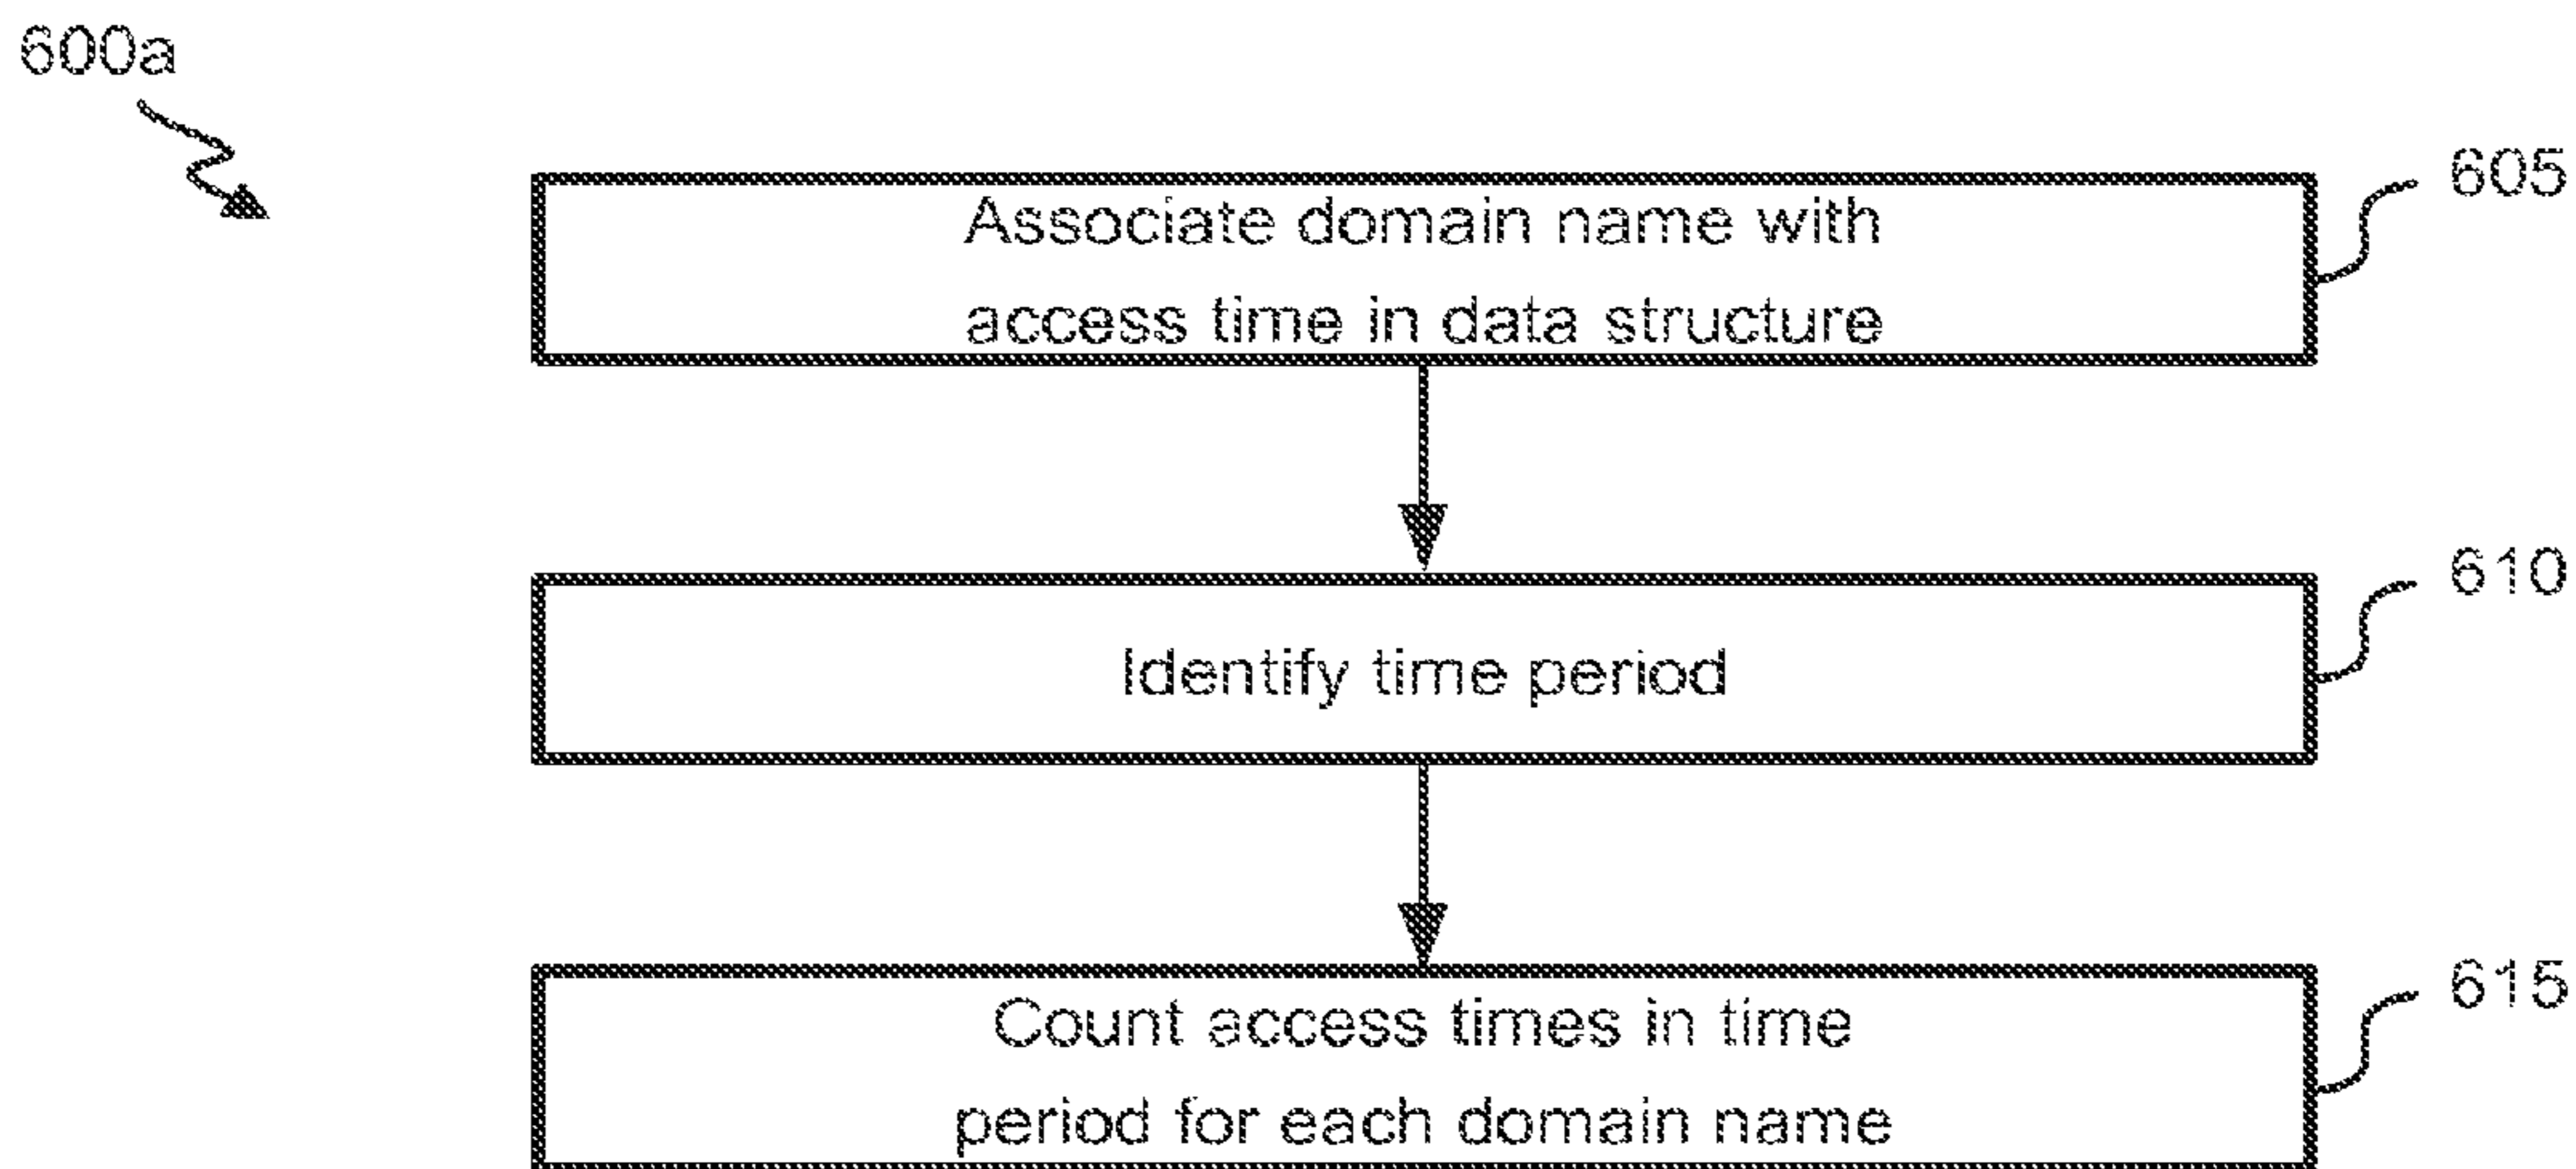 600a
605
Associate domain name with
access time in data structure
610
Identify time period
615
Count access times in time
period for each domain name